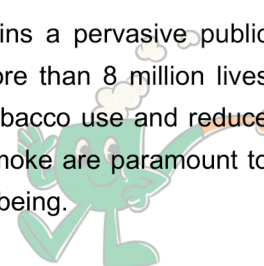 ins a pervasive public
ore than 8 million lives
bacco use and reduce
moke are paramount to
being.